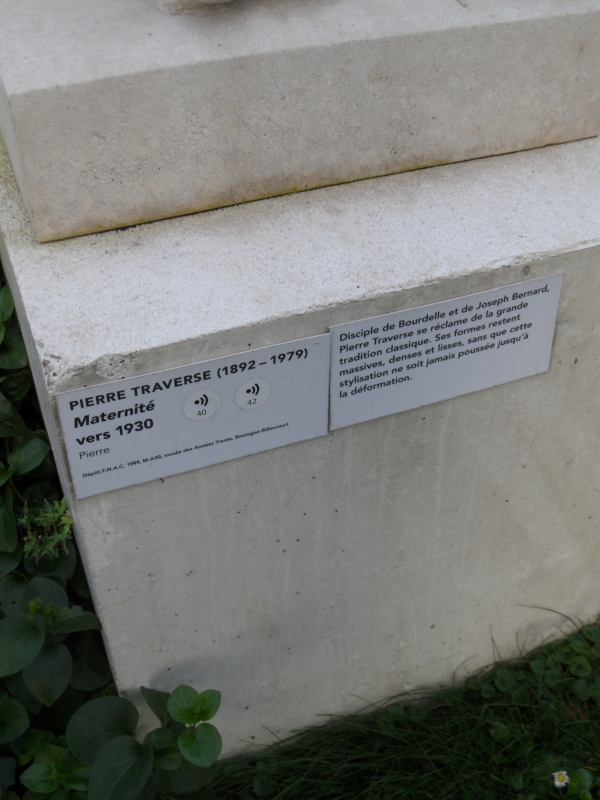 PIERRE TRAVERSE (1892 – 1979)
Maternité
vers 1930
Pierre
40
42
Dépôt F.N.A.C, 1989, M-A30, musée des Années Trente, Boulogne-Billancourt
Disciple de Bourdelle et de Joseph Bernard,
Pierre Traverse se réclame de la grande
tradition classique. Ses formes restent
massives, denses et lisses, sans que cette
stylisation ne soit jamais poussée jusqu'à
la déformation.